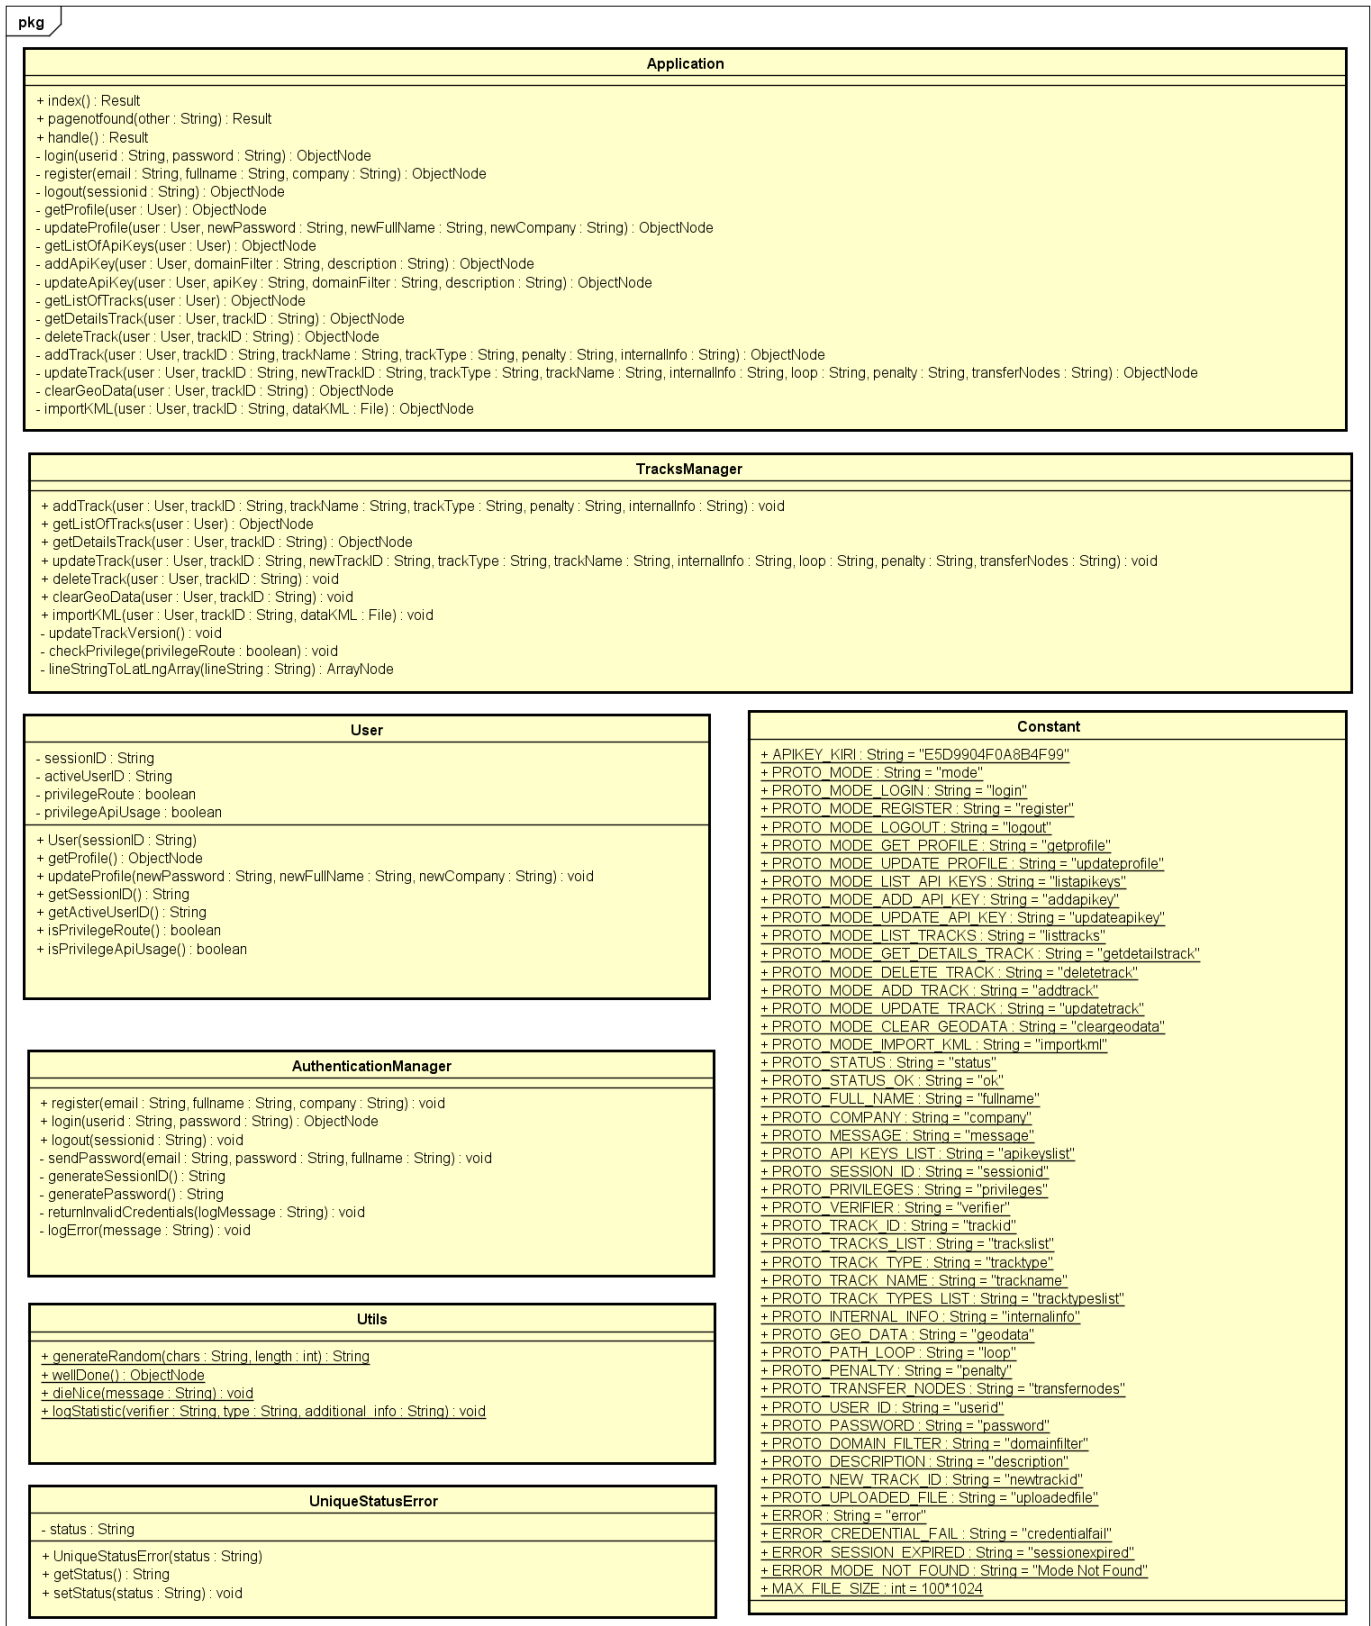 pkg
Application
+ index() : Result
+ pagenotfound(other : String) : Result
+ handle() : Result
- login(userid : String, password : String) : ObjectNode
- register(email : String, fullname : String, company : String) : ObjectNode
- logout(sessionid : String) : ObjectNode
- getProfile(user : User) : ObjectNode
- updateProfile(user : User, newPassword : String, newFullName : String, newCompany : String) : ObjectNode
- getListOfApiKeys(user : User) : ObjectNode
- addApiKey(user : User, domainFilter : String, description : String) : ObjectNode
- updateApiKey(user : User, apiKey : String, domainFilter : String, description : String) : ObjectNode
- getListOfTracks(user : User) : ObjectNode
- getDetailsTrack(user : User, trackID : String) : ObjectNode
- deleteTrack(user : User, trackID : String) : ObjectNode
- addTrack(user : User, trackID : String, trackName : String, trackType : String, penalty : String, internalInfo : String) : ObjectNode
- updateTrack(user : User, trackID : String, newTrackID : String, trackType : String, trackName : String, internalInfo : String, loop : String, penalty : String, transferNodes : String) : ObjectNode
- clearGeoData(user : User, trackID : String) : ObjectNode
- importKML(user : User, trackID : String, dataKML : File) : ObjectNode
TracksManager
+ addTrack(user : User, trackID : String, trackName : String, trackType : String, penalty : String, internalInfo : String) : void
+ getListOfTracks(user : User) : ObjectNode
+ getDetailsTrack(user : User, trackID : String) : ObjectNode
+ updateTrack(user : User, trackID : String, newTrackID : String, trackType : String, trackName : String, internalInfo : String, loop : String, penalty : String, transferNodes : String) : void
+ deleteTrack(user : User, trackID : String) : void
+ clearGeoData(user : User, trackID : String) : void
+ importKML(user : User, trackID : String, dataKML : File) : void
- updateTrackVersion() : void
- checkPrivilege(privilegeRoute : boolean) : void
- lineStringToLatLngArray(lineString : String) : ArrayNode
User
- sessionID : String
- activeUserID : String
- privilegeRoute : boolean
- privilegeApiUsage : boolean
+ User(sessionID : String)
+ getProfile() : ObjectNode
+ updateProfile(newPassword : String, newFullName : String, newCompany : String) : void
+ getSessionID() : String
+ getActiveUserID() : String
+ isPrivilegeRoute() : boolean
+ isPrivilegeApiUsage() : boolean
AuthenticationManager
+ register(email : String, fullname : String, company : String) : void
+ login(userid : String, password : String) : ObjectNode
+ logout(sessionid : String) : void
- sendPassword(email : String, password : String, fullname : String) : void
- generateSessionID() : String
- generatePassword() : String
- returnInvalidCredentials(logMessage : String) : void
- logError(message : String) : void
Utils
+ generateRandom(chars : String, length : int) : String
+ wellDone() : ObjectNode
+ dieNice(message : String) : void
+ logStatistic(verifier : String, type : String, additional_info : String) : void
UniqueStatusError
- status : String
+ UniqueStatusError(status : String)
+ getStatus() : String
+ setStatus(status : String) : void
Constant
+ APIKEY_KIRI : String = "E5D9904F0A8B4F99"
+ PROTO_MODE : String = "mode"
+ PROTO_MODE_LOGIN : String = "login"
+ PROTO_MODE_REGISTER : String = "register"
+ PROTO_MODE_LOGOUT : String = "logout"
+ PROTO_MODE_GET_PROFILE : String = "getprofile"
+ PROTO_MODE_UPDATE_PROFILE : String = "updateprofile"
+ PROTO_MODE_LIST_API_KEYS : String = "listapikeys"
+ PROTO_MODE_ADD_API_KEY : String = "addapikey"
+ PROTO_MODE_UPDATE_API_KEY : String = "updateapikey"
+ PROTO_MODE_LIST_TRACKS : String = "listtracks"
+ PROTO_MODE_GET_DETAILS_TRACK : String = "getdetailstrack"
+ PROTO_MODE_DELETE_TRACK : String = "deletetrack"
+ PROTO_MODE_ADD_TRACK : String = "addtrack"
+ PROTO_MODE_UPDATE_TRACK : String = "updatetrack"
+ PROTO_MODE_CLEAR_GEODATA : String = "cleargeodata"
+ PROTO_MODE_IMPORT_KML : String = "importkml"
+ PROTO_STATUS : String = "status"
+ PROTO_STATUS_OK : String = "ok"
+ PROTO_FULL_NAME : String = "fullname"
+ PROTO_COMPANY : String = "company"
+ PROTO_MESSAGE : String = "message"
+ PROTO_API_KEYS_LIST : String = "apikeyslist"
+ PROTO_SESSION_ID : String = "sessionid"
+ PROTO_PRIVILEGES : String = "privileges"
+ PROTO_VERIFIER : String = "verifier"
+ PROTO_TRACK_ID : String = "trackid"
+ PROTO_TRACKS_LIST : String = "trackslist"
+ PROTO_TRACK_TYPE : String = "tracktype"
+ PROTO_TRACK_NAME : String = "trackname"
+ PROTO_TRACK_TYPES_LIST : String = "tracktypeslist"
+ PROTO_INTERNAL_INFO : String = "internalinfo"
+ PROTO_GEO_DATA : String = "geodata"
+ PROTO_PATH_LOOP : String = "loop"
+ PROTO_PENALTY : String = "penalty"
+ PROTO_TRANSFER_NODES : String = "transfernodes"
+ PROTO_USER_ID : String = "userid"
+ PROTO_PASSWORD : String = "password"
+ PROTO_DOMAIN_FILTER : String = "domainfilter"
+ PROTO_DESCRIPTION : String = "description"
+ PROTO_NEW_TRACK_ID : String = "newtrackid"
+ PROTO_UPLOADED_FILE : String = "uploadedfile"
+ ERROR : String = "error"
+ ERROR_CREDENTIAL_FAIL : String = "credentialfail"
+ ERROR_SESSION_EXPIRED : String = "sessionexpired"
+ ERROR_MODE_NOT_FOUND : String = "Mode Not Found"
+ MAX_FILE_SIZE : int = 100*1024